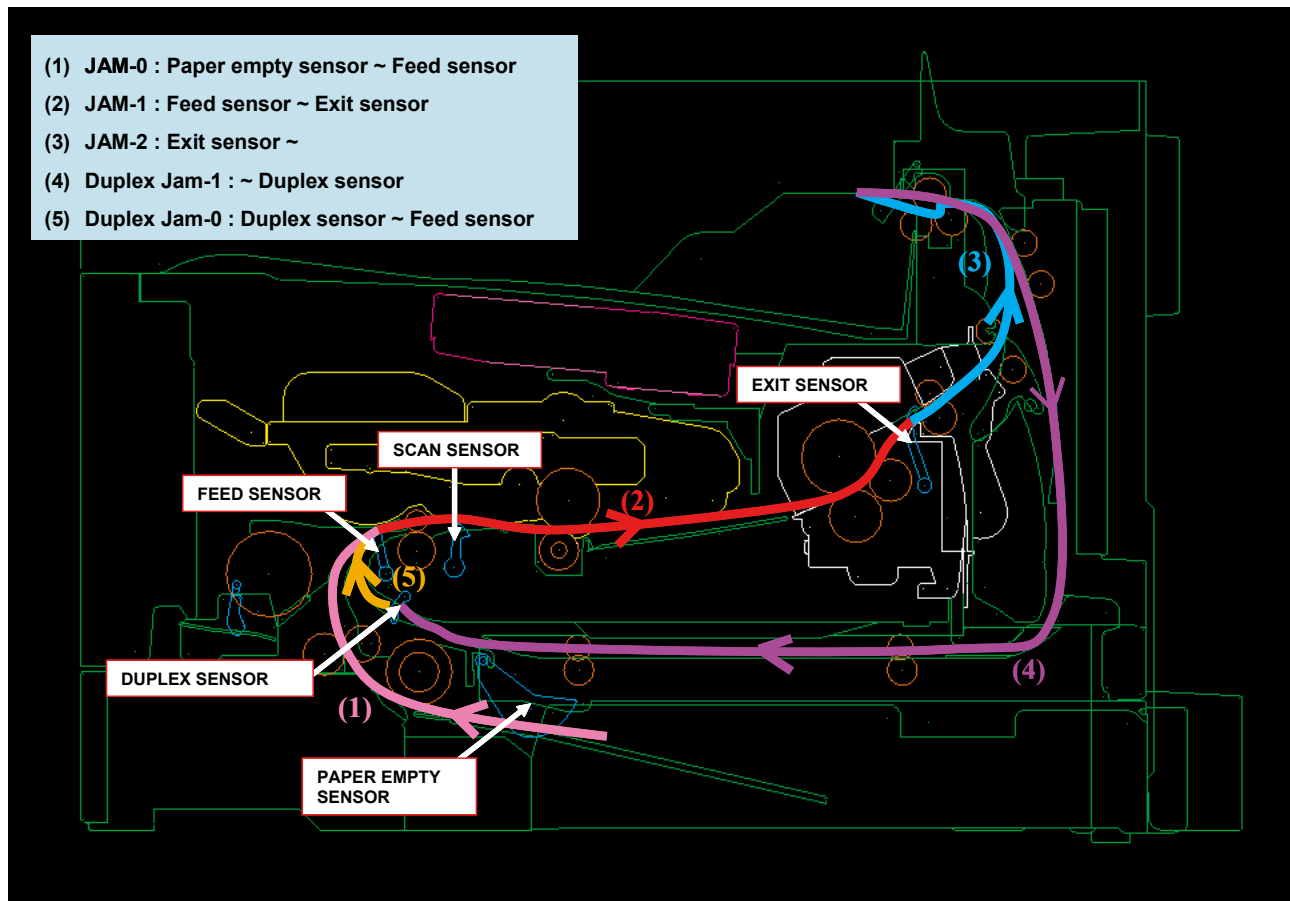 (1) JAM-0 : Paper empty sensor ~ Feed sensor
(2) JAM-1 : Feed sensor ~ Exit sensor
(3) JAM-2 : Exit sensor ~
(4) Duplex Jam-1 : ~ Duplex sensor
(5) Duplex Jam-0 : Duplex sensor ~ Feed sensor
(3)
EXIT SENSOR
SCAN SENSOR
FEED SENSOR
(2)
(5)
DUPLEX SENSOR
(4)
(1)
PAPER EMPTY
SENSOR